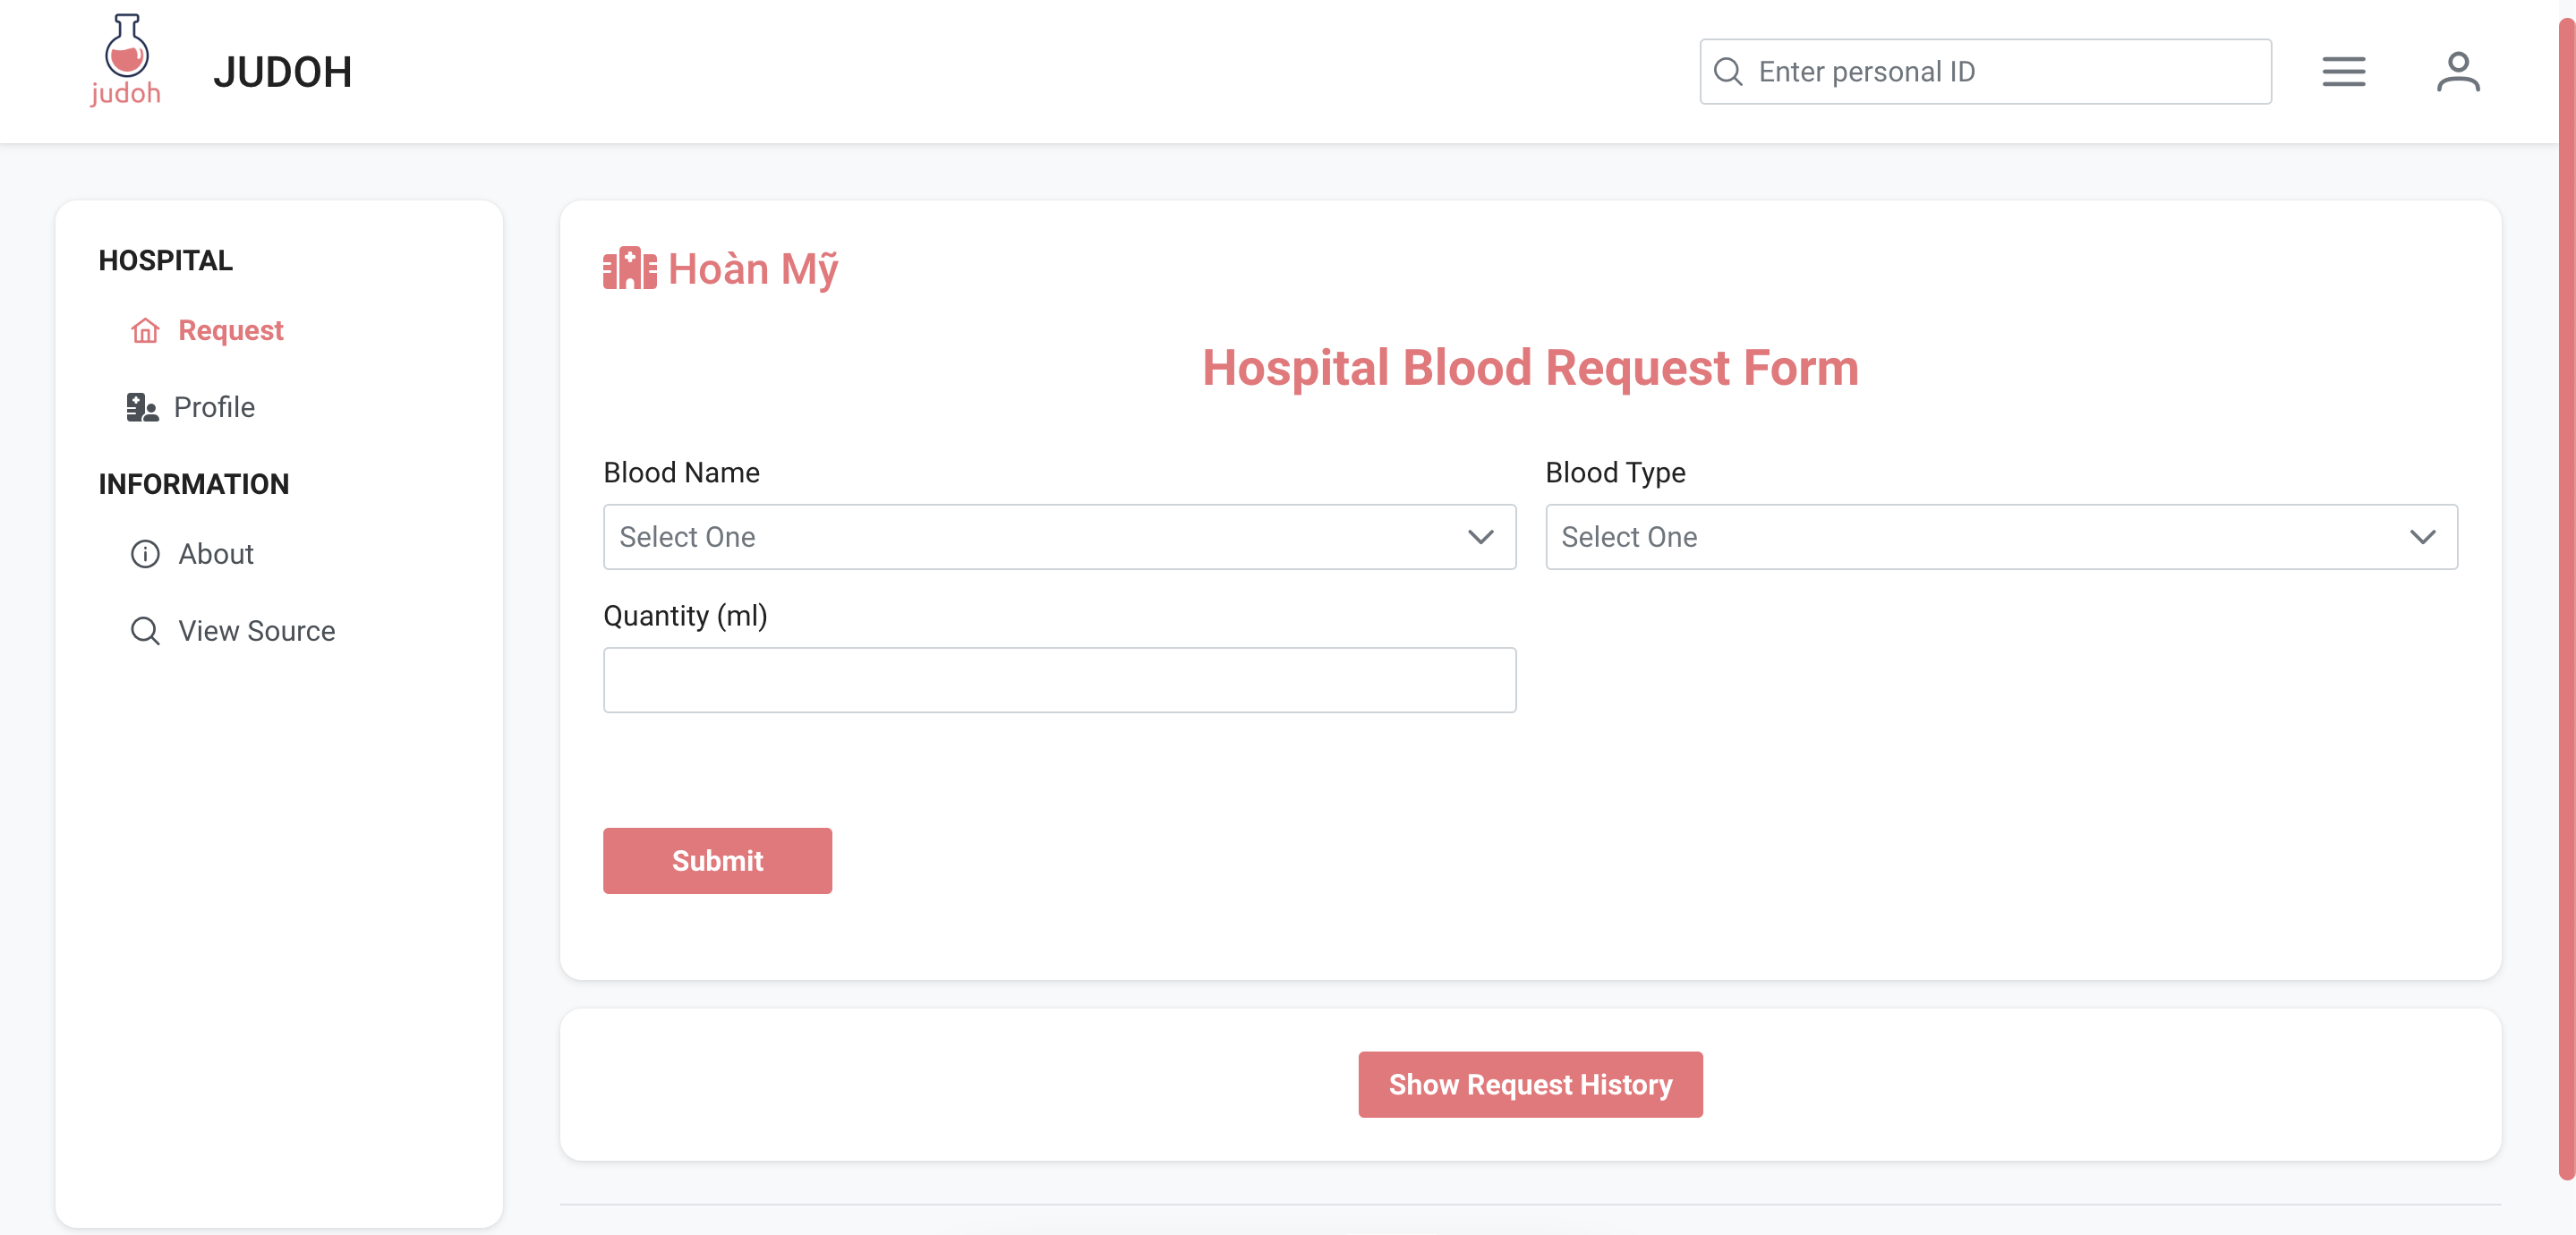 judoh
JUDOH
Enter personal ID
HOSPITAL
Request
Profile
INFORMATION
About
View Source
Hoàn Mỹ
Hospital Blood Request Form
Blood Name
Blood Type
Select One
Select One
Quantity (ml)
Submit
Show Request History